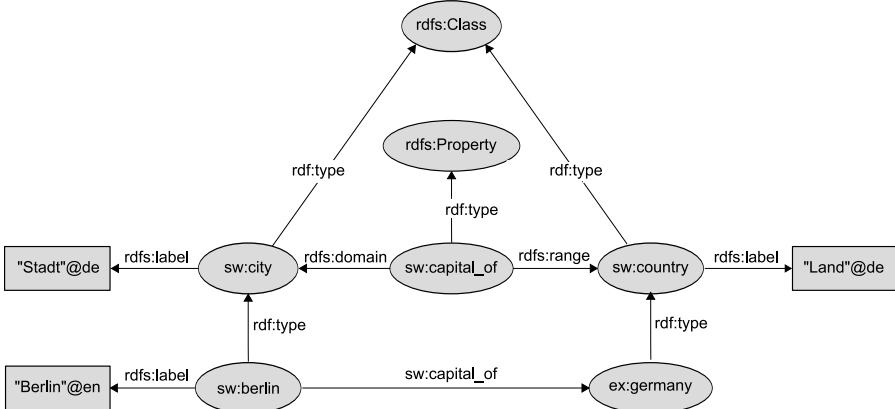 rdfs:Class
rdfs:Property
rdf:type
rdf:type
rdf:type
"Stadt"@de
rdfs:label
sw:city
rdfs:domain
sw:capital_of
rdfs:range
sw:country
rdfs:label
"Land"@de
rdf:type
rdf:type
"Berlin"@en
rdfs:label
sw:berlin
sw:capital_of
ex:germany